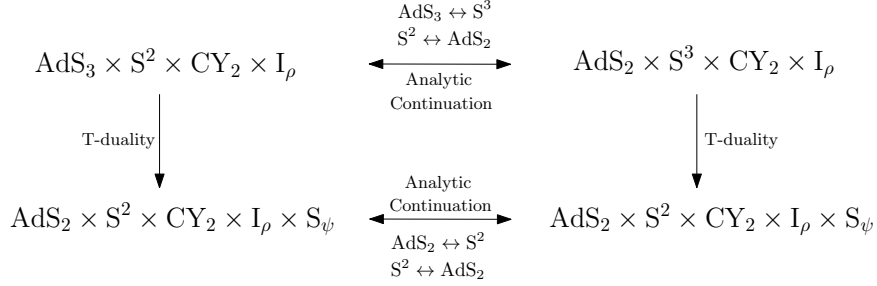 AdS₃ ↔ S³
S² ↔ AdS₂
AdS₃ × S² × CY₂ × I_ρ
AdS₂ × S³ × CY₂ × I_ρ
Analytic
Continuation
T-duality
T-duality
Analytic
Continuation
AdS₂ × S² × CY₂ × I_ρ × S_ψ
AdS₂ × S² × CY₂ × I_ρ × S_ψ
AdS₂ ↔ S²
S² ↔ AdS₂